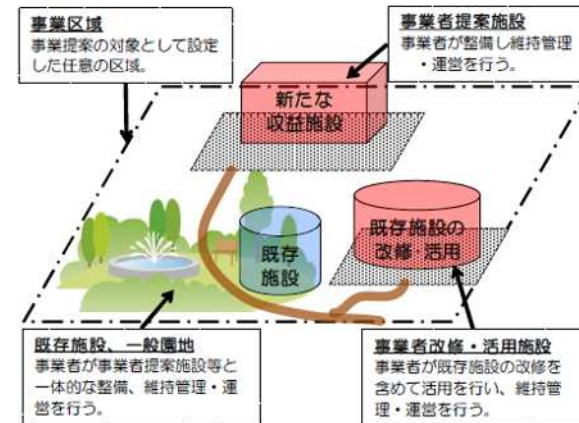 事業区域
事業提案の対象として設定
した任意の区域。
事業者提案施設
事業者が整備し維持管理
・運営を行う。
新たな
収益施設
既存
施設
既存施設の
改修・活用
既存施設、一般園地
事業者が事業者提案施設等と
一体的な整備、維持管理・運
営を行う。
事業者改修・活用施設
事業者が既存施設の改修を
含めて活用を行い、維持管
理・運営を行う。